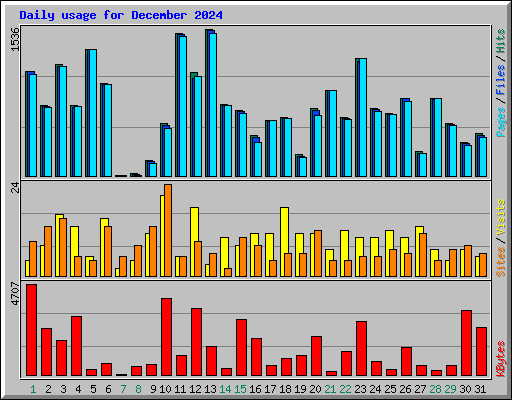 Daily usage for December 2024
1536
24
4707
Pages / Files / Hits
Sites / Visits
KBytes
1 2 3 4 5 6 7 8 9 10 11 12 13 14 15 16 17 18 19 20 21 22 23 24 25 26 27 28 29 30 31